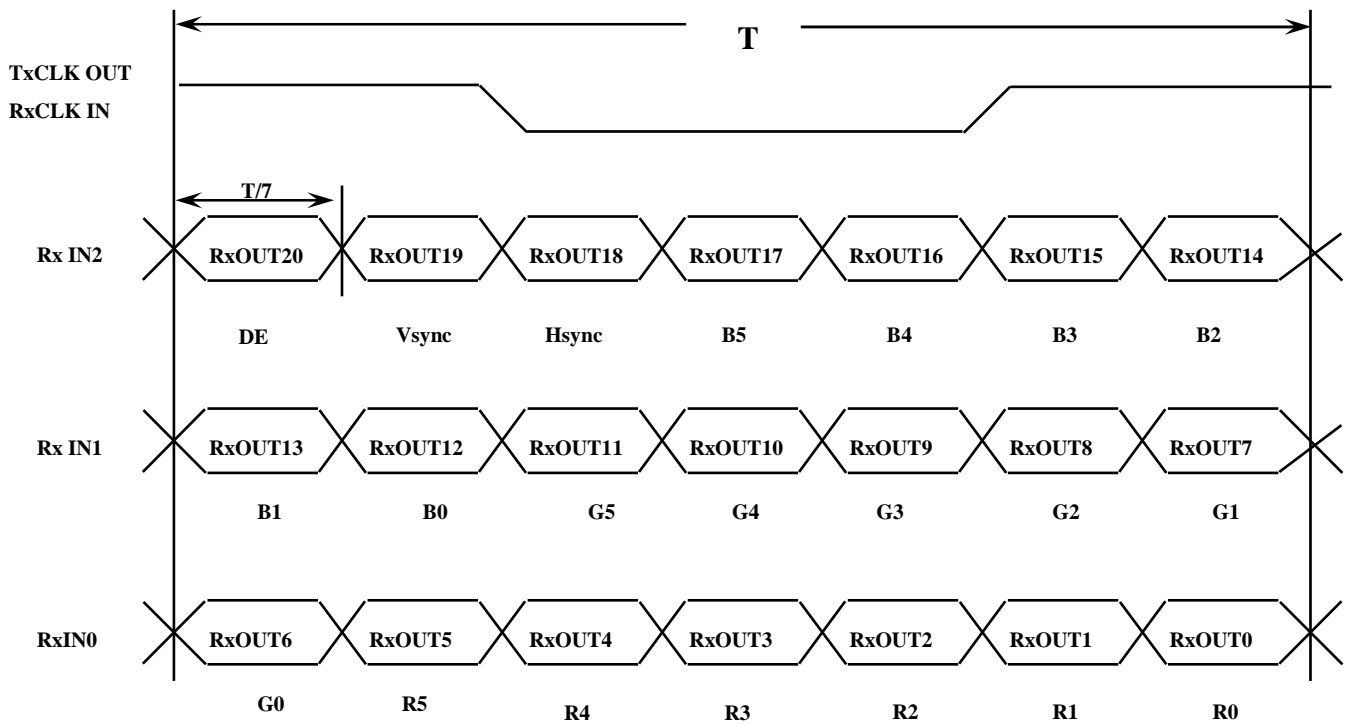 T
TxCLK OUT
RxCLK IN
T/7
Rx IN2 RxOUT20 RxOUT19 RxOUT18 RxOUT17 RxOUT16 RxOUT15 RxOUT14
DE Vsync Hsync B5 B4 B3 B2
Rx IN1 RxOUT13 RxOUT12 RxOUT11 RxOUT10 RxOUT9 RxOUT8 RxOUT7
B1 B0 G5 G4 G3 G2 G1
RxIN0 RxOUT6 RxOUT5 RxOUT4 RxOUT3 RxOUT2 RxOUT1 RxOUT0
G0 R5 R4 R3 R2 R1 R0